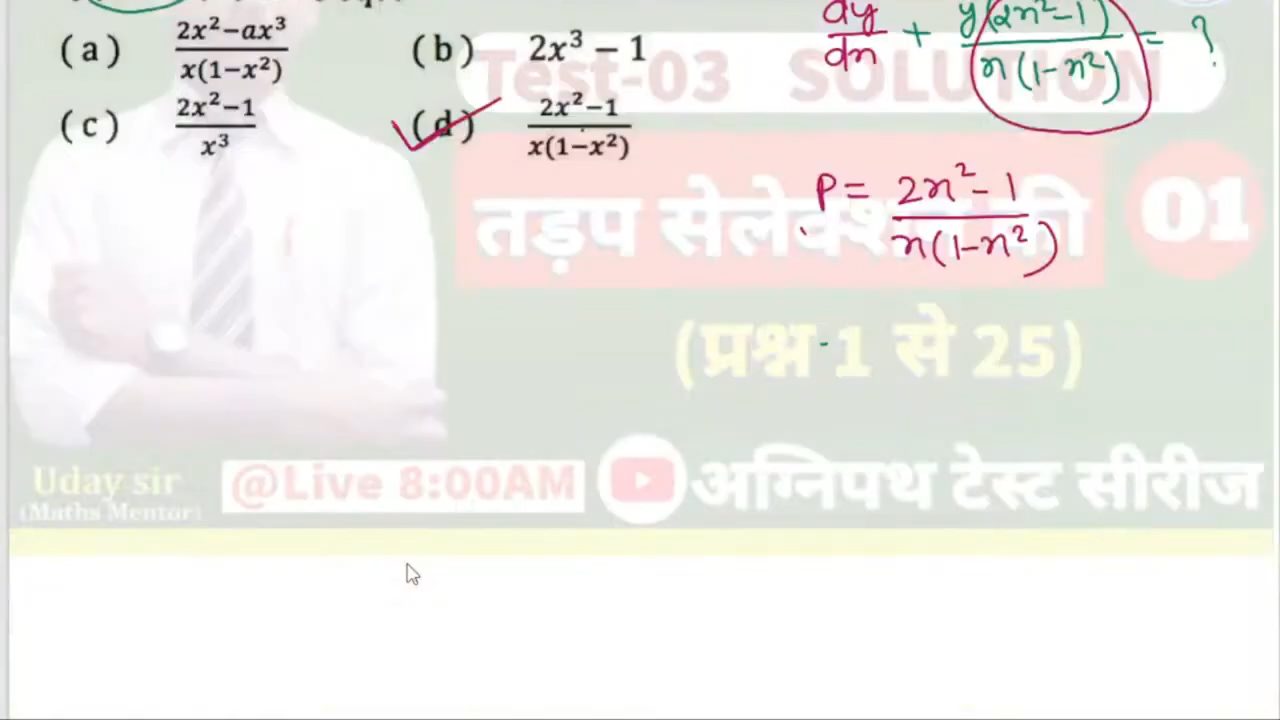 (a) \frac{2x^2-ax^3}{x(1-x^2)} (b) 2x^3 - 1
(c) \frac{2x^2-1}{x^3} (d) \frac{2x^2-1}{x(1-x^2)}
\frac{dy}{dx} + \frac{y(2x^2-1)}{x(1-x^2)} = ?
P = \frac{2x^2-1}{x(1-x^2)}
Test-03 SOLUTION
तड़प सेलेक्शन की 01
(प्रश्न 1 से 25)
Uday sir
(Maths Mentor)
@Live 8:00AM
अग्निपथ टेस्ट सीरीज